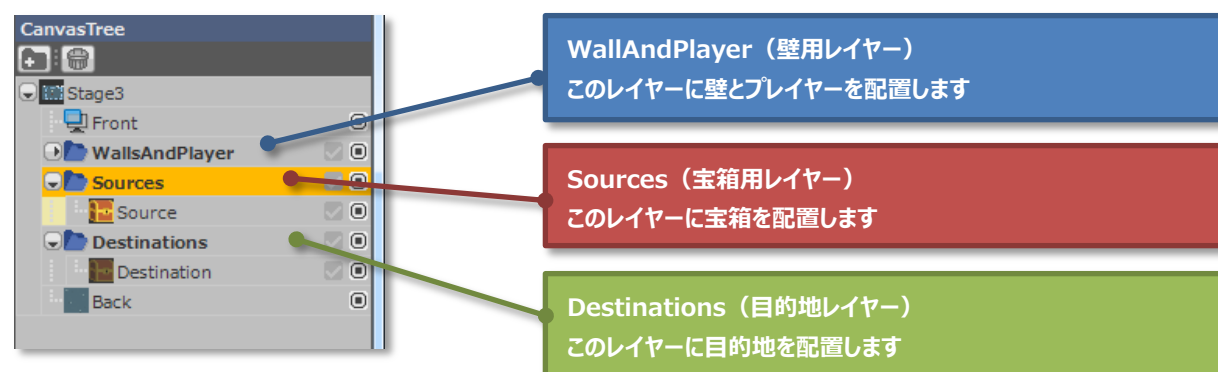 CanvasTree
Stage3
Front
WallsAndPlayer
Sources
Source
Destinations
Destination
Back
WallAndPlayer（壁用レイヤー）
このレイヤーに壁とプレイヤーを配置します
Sources（宝箱用レイヤー）
このレイヤーに宝箱を配置します
Destinations（目的地レイヤー）
このレイヤーに目的地を配置します